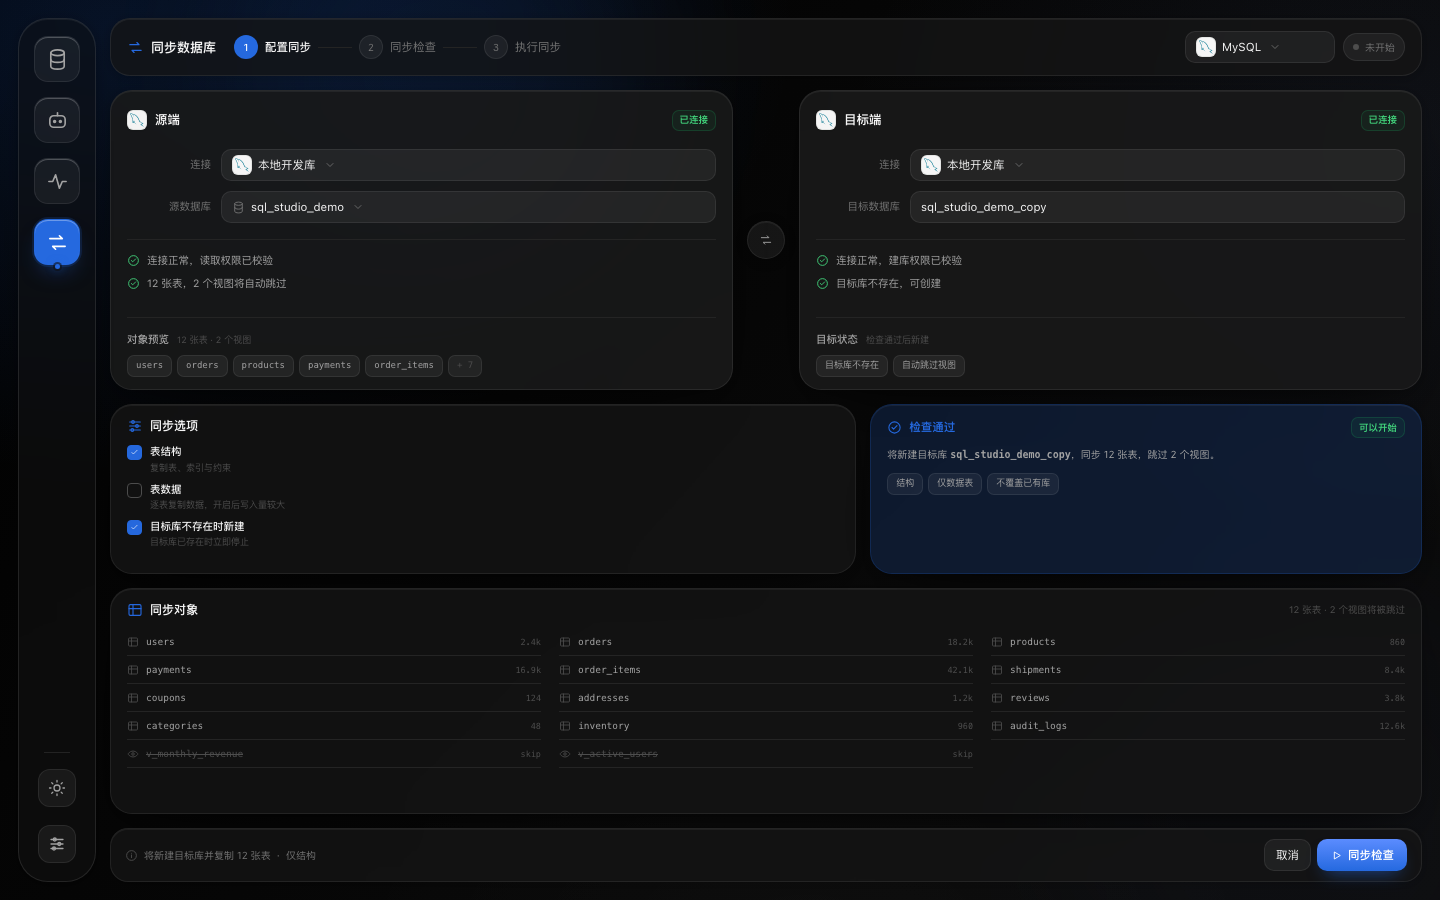 同步数据库 1 配置同步 2 同步检查 3 执行同步 MySQL 未开始
源端 已连接
连接 本地开发库
源数据库 sql_studio_demo
连接正常，读取权限已校验
12 张表，2 个视图将自动跳过
对象预览 12 张表 · 2 个视图
users orders products payments order_items + 7
目标端 已连接
连接 本地开发库
目标数据库 sql_studio_demo_copy
连接正常，建库权限已校验
目标库不存在，可创建
目标状态 检查通过后新建
目标库不存在 自动跳过视图
同步选项
表结构
复制表、索引与约束
表数据
逐表复制数据，开启后写入量较大
目标库不存在时新建
目标库已存在时立即停止
检查通过 可以开始
将新建目标库 sql_studio_demo_copy，同步 12 张表，跳过 2 个视图。
结构 仅数据表 不覆盖已有库
同步对象 12 张表 · 2 个视图将被跳过
users 2.4k orders 18.2k products 860
payments 16.9k order_items 42.1k shipments 8.4k
coupons 124 addresses 1.2k reviews 3.8k
categories 48 inventory 960 audit_logs 12.6k
v_monthly_revenue skip v_active_users skip
将新建目标库并复制 12 张表 · 仅结构 取消 同步检查